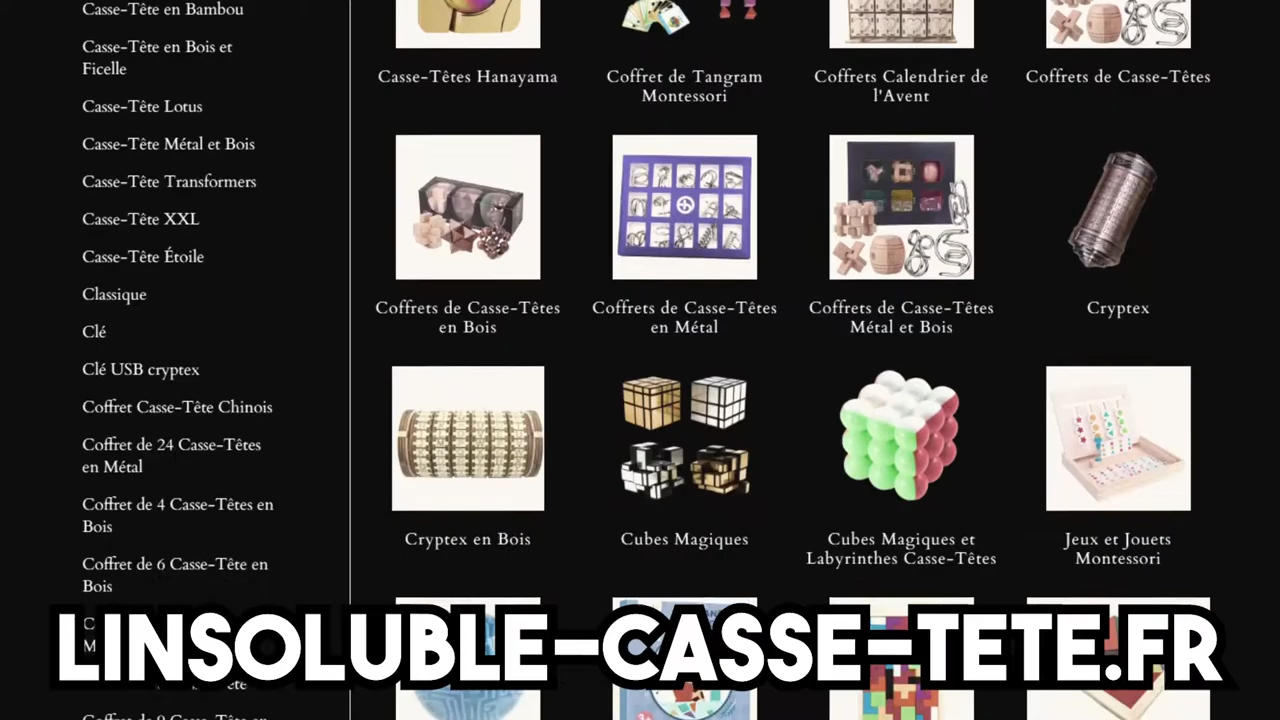 Casse-Tête en Bambou
Casse-Tête en Bois et
Ficelle
Casse-Tête Lotus
Casse-Tête Métal et Bois
Casse-Tête Transformers
Casse-Tête XXL
Casse-Tête Étoile
Classique
Clé
Clé USB cryptex
Coffret Casse-Tête Chinois
Coffret de 24 Casse-Têtes
en Métal
Coffret de 4 Casse-Têtes en
Bois
Coffret de 6 Casse-Tête en
Bois
Casse-Têtes Hanayama
Coffret de Tangram
Montessori
Coffrets Calendrier de
l'Avent
Coffrets de Casse-Têtes
Coffrets de Casse-Têtes
en Bois
Coffrets de Casse-Têtes
en Métal
Coffrets de Casse-Têtes
Métal et Bois
Cryptex
Cryptex en Bois
Cubes Magiques
Cubes Magiques et
Labyrinthes Casse-Têtes
Jeux et Jouets
Montessori
LINSOLUBLE-CASSE-TETE.FR